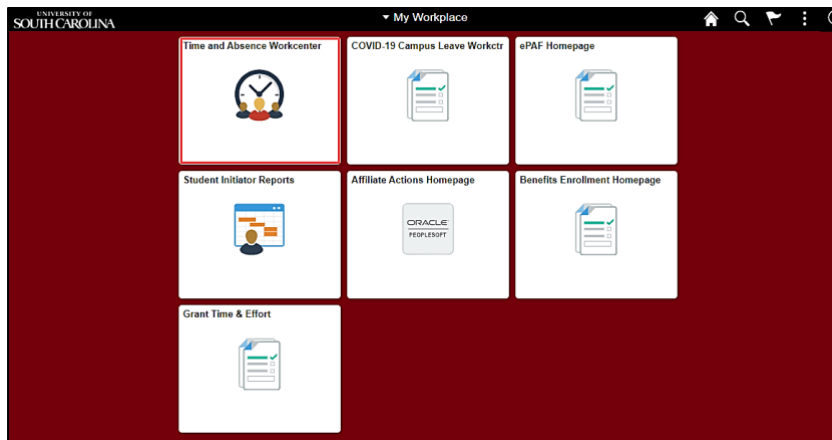 UNIVERSITY OF
SOUTH CAROLINA
My Workplace
Time and Absence Workcenter
COVID-19 Campus Leave Workctr
ePAF Homepage
Student Initiator Reports
Affiliate Actions Homepage
Benefits Enrollment Homepage
ORACLE
PEOPLESOFT
Grant Time & Effort